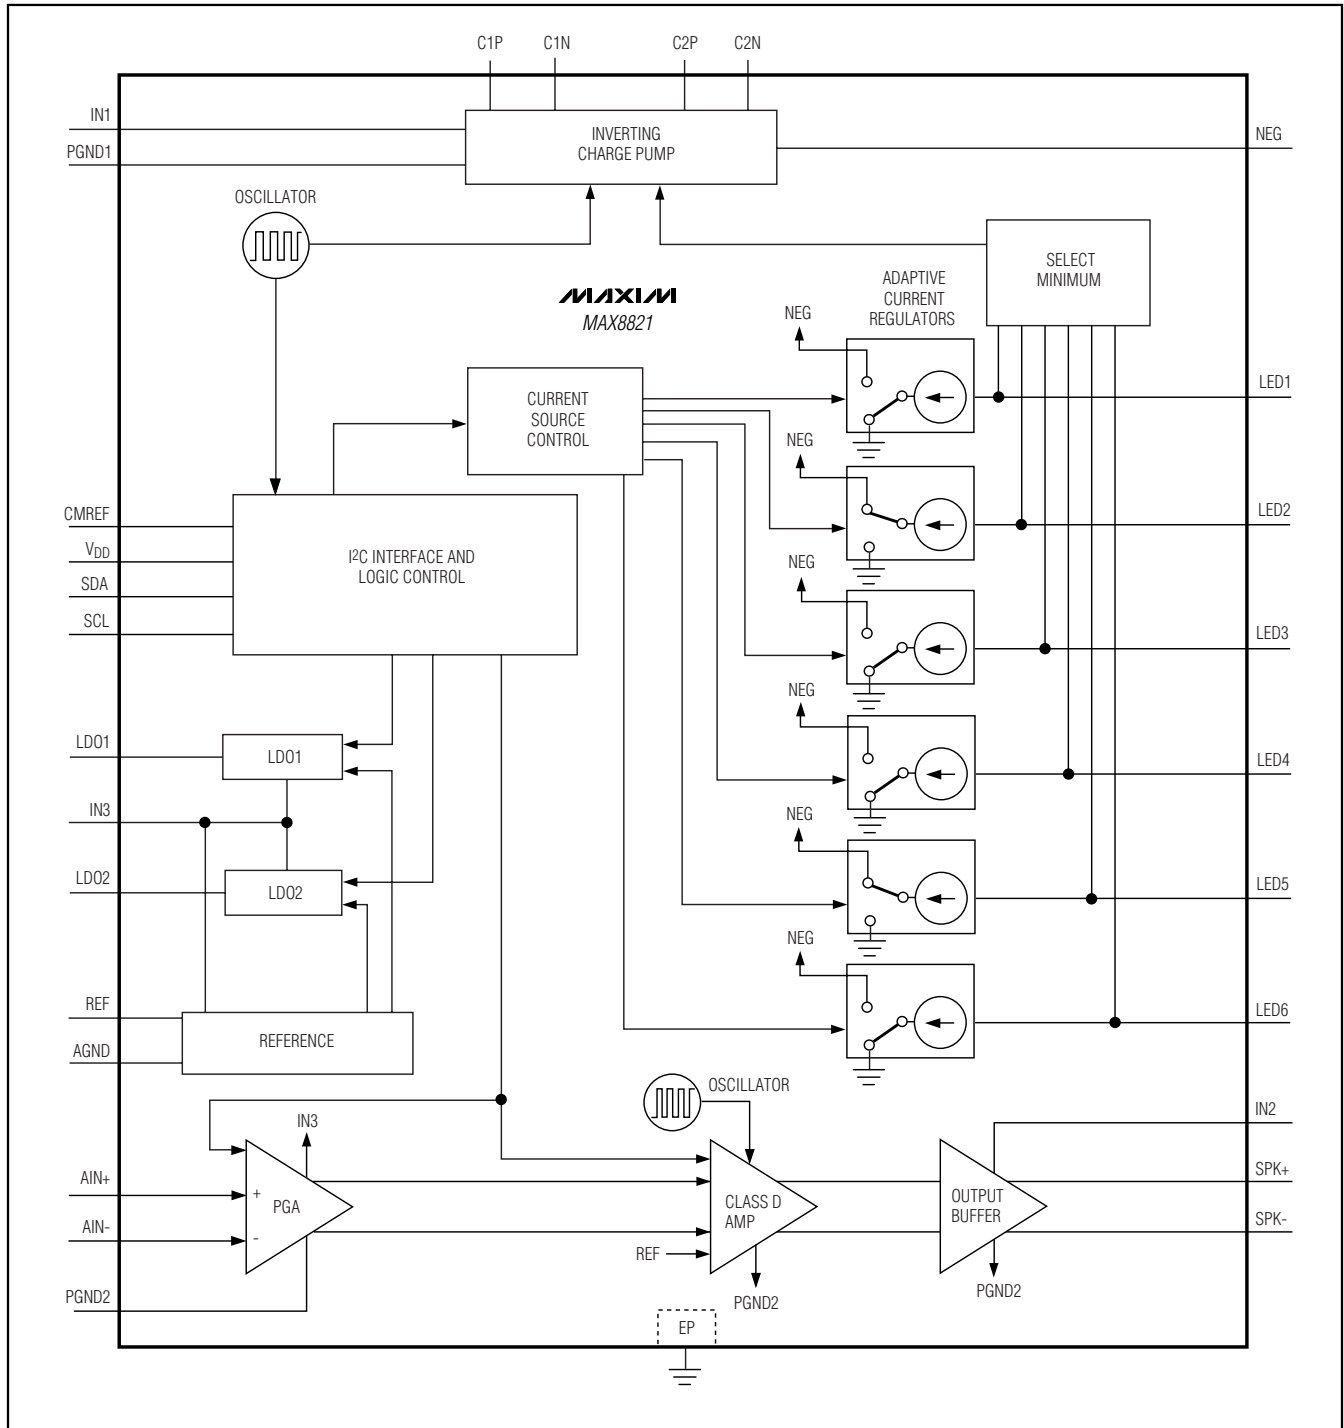 C1P C1N C2P C2N
IN1
INVERTING
CHARGE PUMP
NEG
PGND1
OSCILLATOR
SELECT
MINIMUM
ADAPTIVE
CURRENT
REGULATORS
MAXIM
MAX8821
NEG
LED1
CURRENT
SOURCE
CONTROL
NEG
LED2
CMREF
VDD
SDA
SCL
I²C INTERFACE AND
LOGIC CONTROL
NEG
LED3
NEG
LED4
LDO1
LDO1
IN3
NEG
LED5
LDO2
LDO2
NEG
LED6
REF
AGND
REFERENCE
OSCILLATOR
IN2
IN3
AIN+
+
PGA
-
AIN-
CLASS D
AMP
REF
PGND2
OUTPUT
BUFFER
PGND2
SPK+
SPK-
PGND2
EP